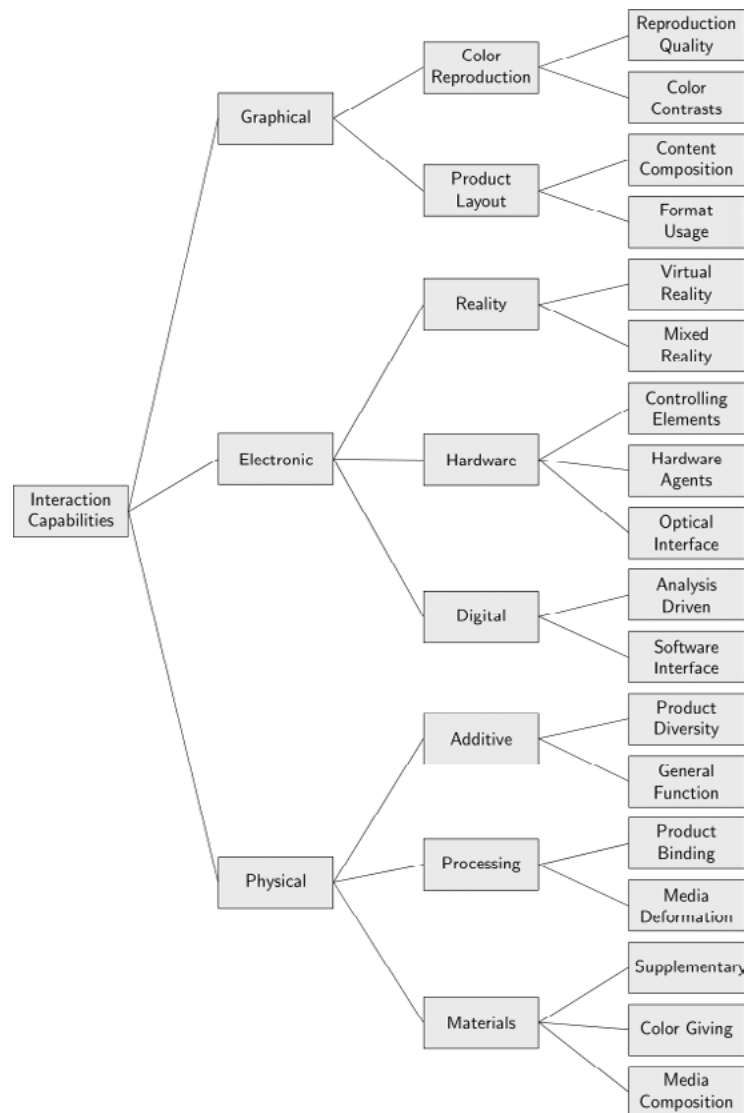 Reproduction
Quality
Color
Reproduction
Color
Contrasts
Graphical
Content
Composition
Product
Layout
Format
Usage
Virtual
Reality
Reality
Mixed
Reality
Controlling
Elements
Electronic
Hardware
Hardware
Agents
Interaction
Capabilities
Optical
Interface
Analysis
Driven
Digital
Software
Interface
Product
Diversity
Additive
General
Function
Product
Binding
Processing
Physical
Media
Deformation
Supplementary
Materials
Color Giving
Media
Composition